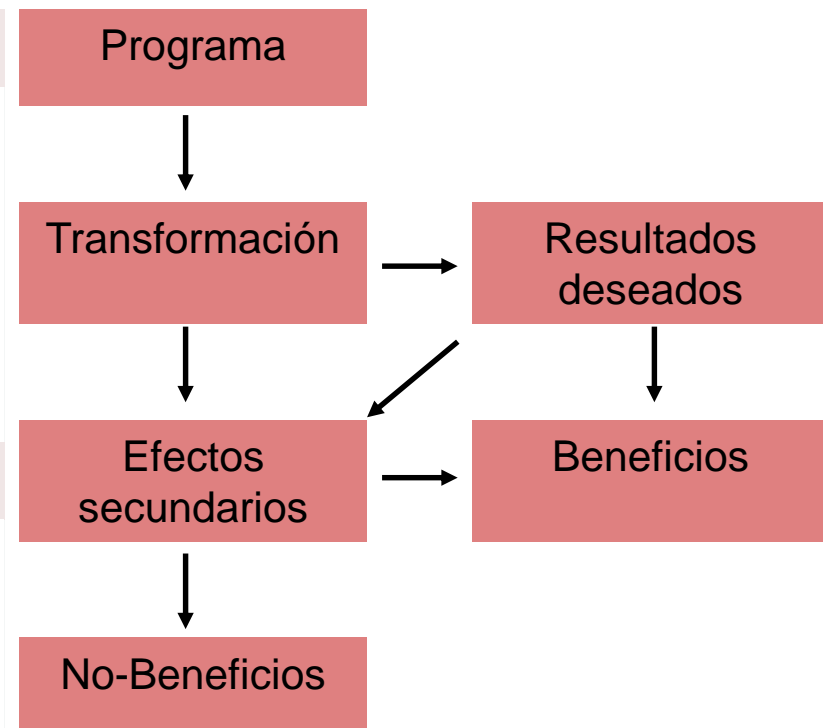 Programa
Transformación
Resultados
deseados
Efectos
secundarios
Beneficios
No-Beneficios